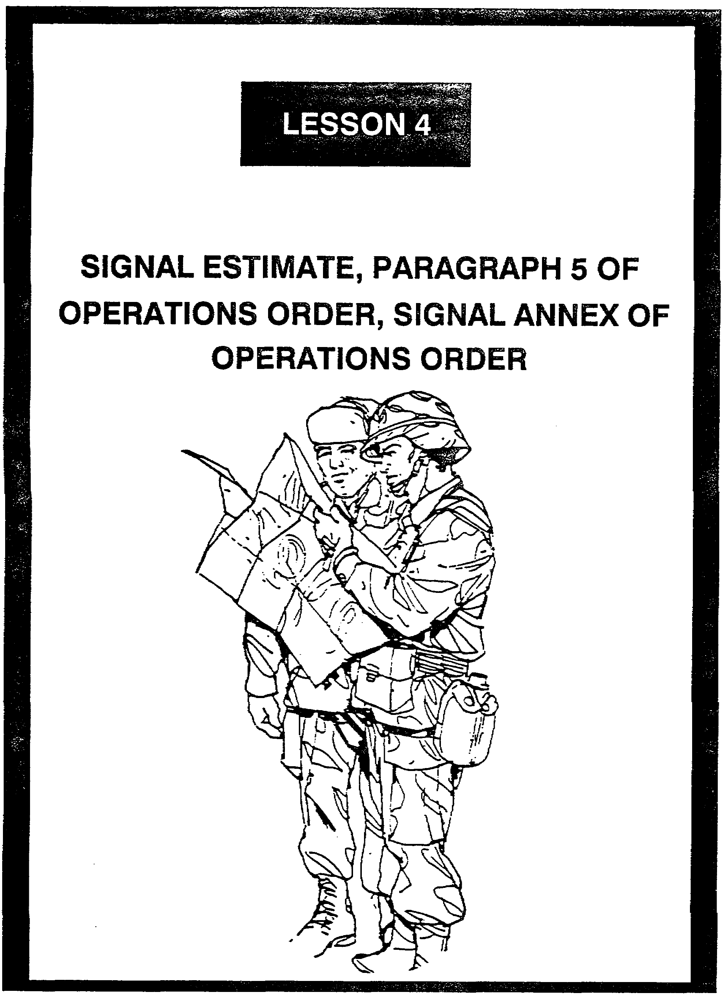 LESSON 4
SIGNAL ESTIMATE, PARAGRAPH 5 OF
OPERATIONS ORDER, SIGNAL ANNEX OF
OPERATIONS ORDER